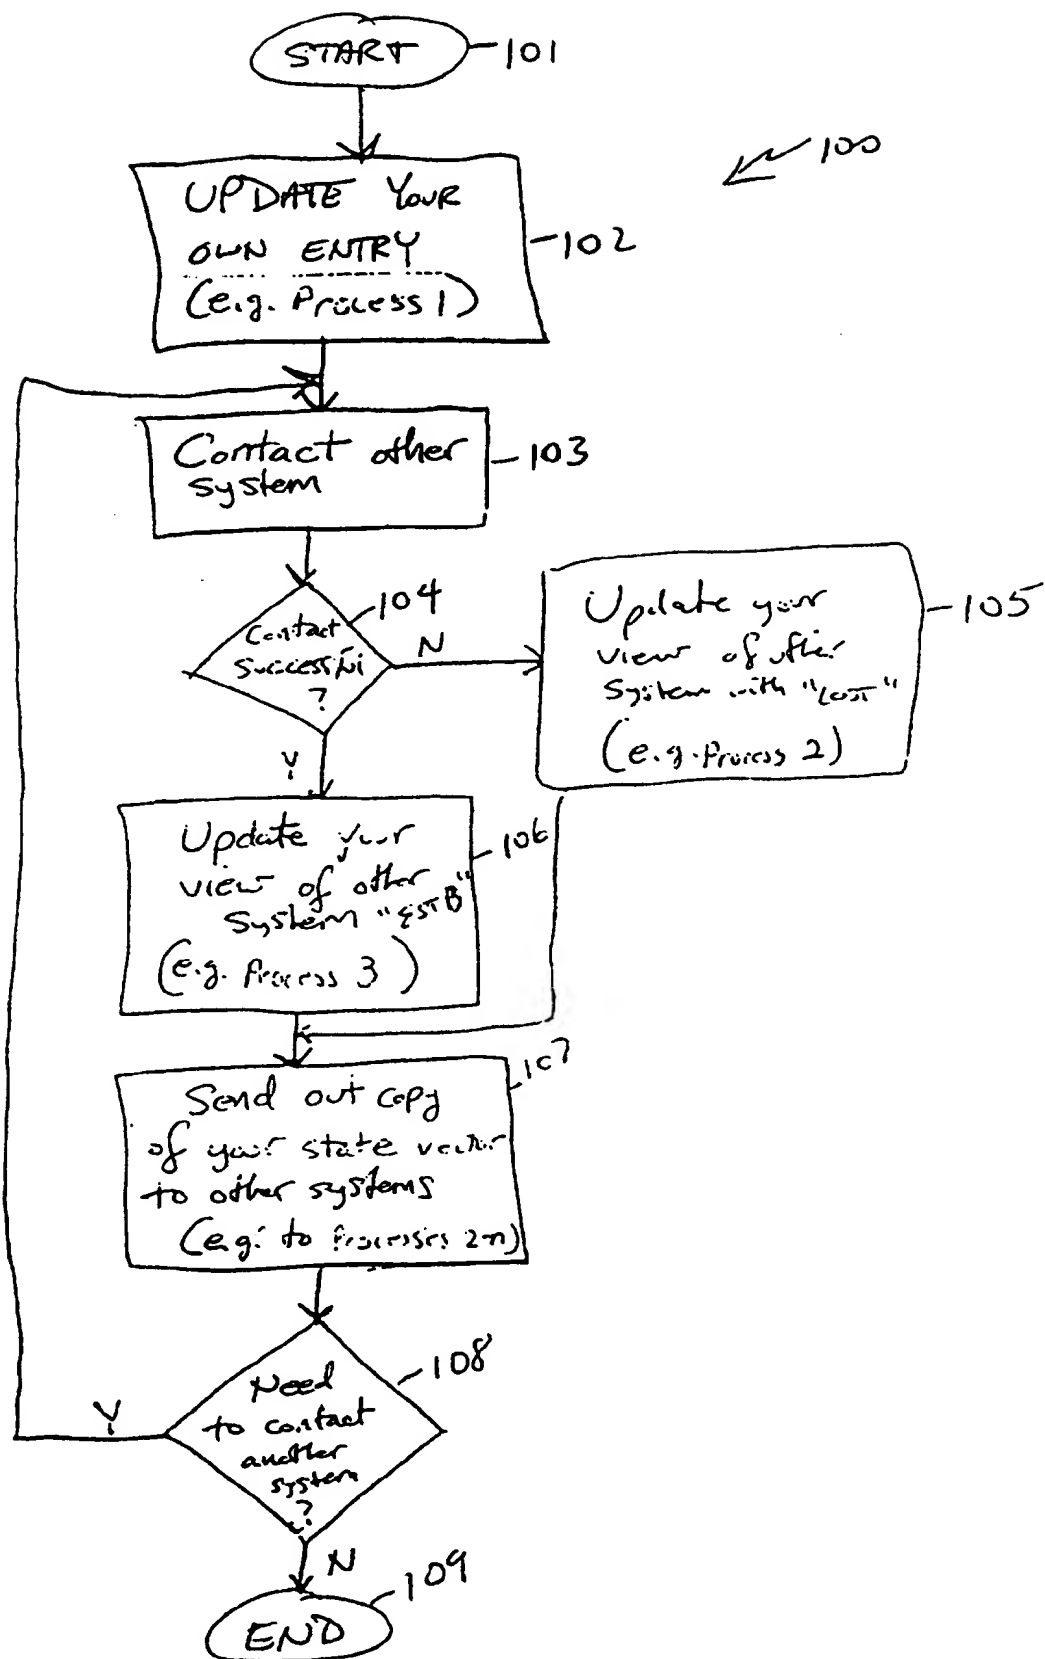 START
101
100
UPDATE YOUR
OWN ENTRY
(e.g. Process 1)
102
Contact other
system
103
104
Contact
successful
?
N
Update your
view of other
system with "LOST"
(e.g. Process 2)
105
Y
Update your
view of other
system "ESTB"
(e.g. Process 3)
106
107
Send out copy
of your state vector
to other systems
(e.g. to Processes 2-n)
108
Need
to contact
another
system
?
Y
N
109
END